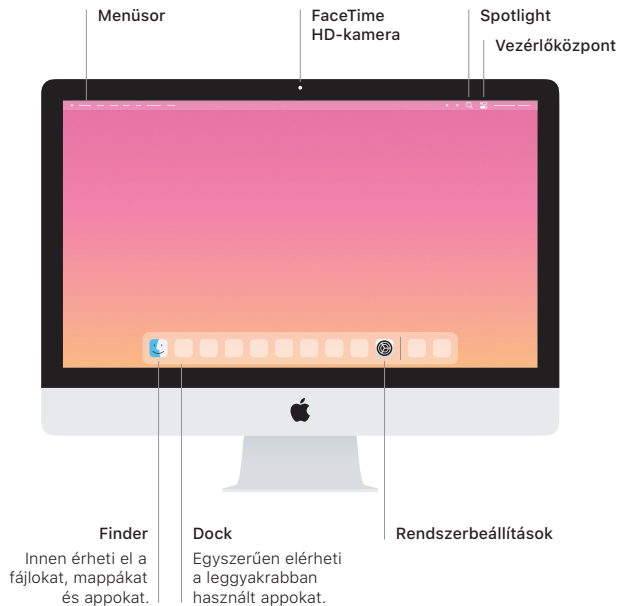 Menüsor
FaceTime
HD-kamera
Spotlight
Vezérlőközpont
Finder
Innen érheti el a
fájlokat, mappákat
és appokat.
Dock
Egyszerűen elérheti
a leggyakrabban
használt appokat.
Rendszerbeállítások